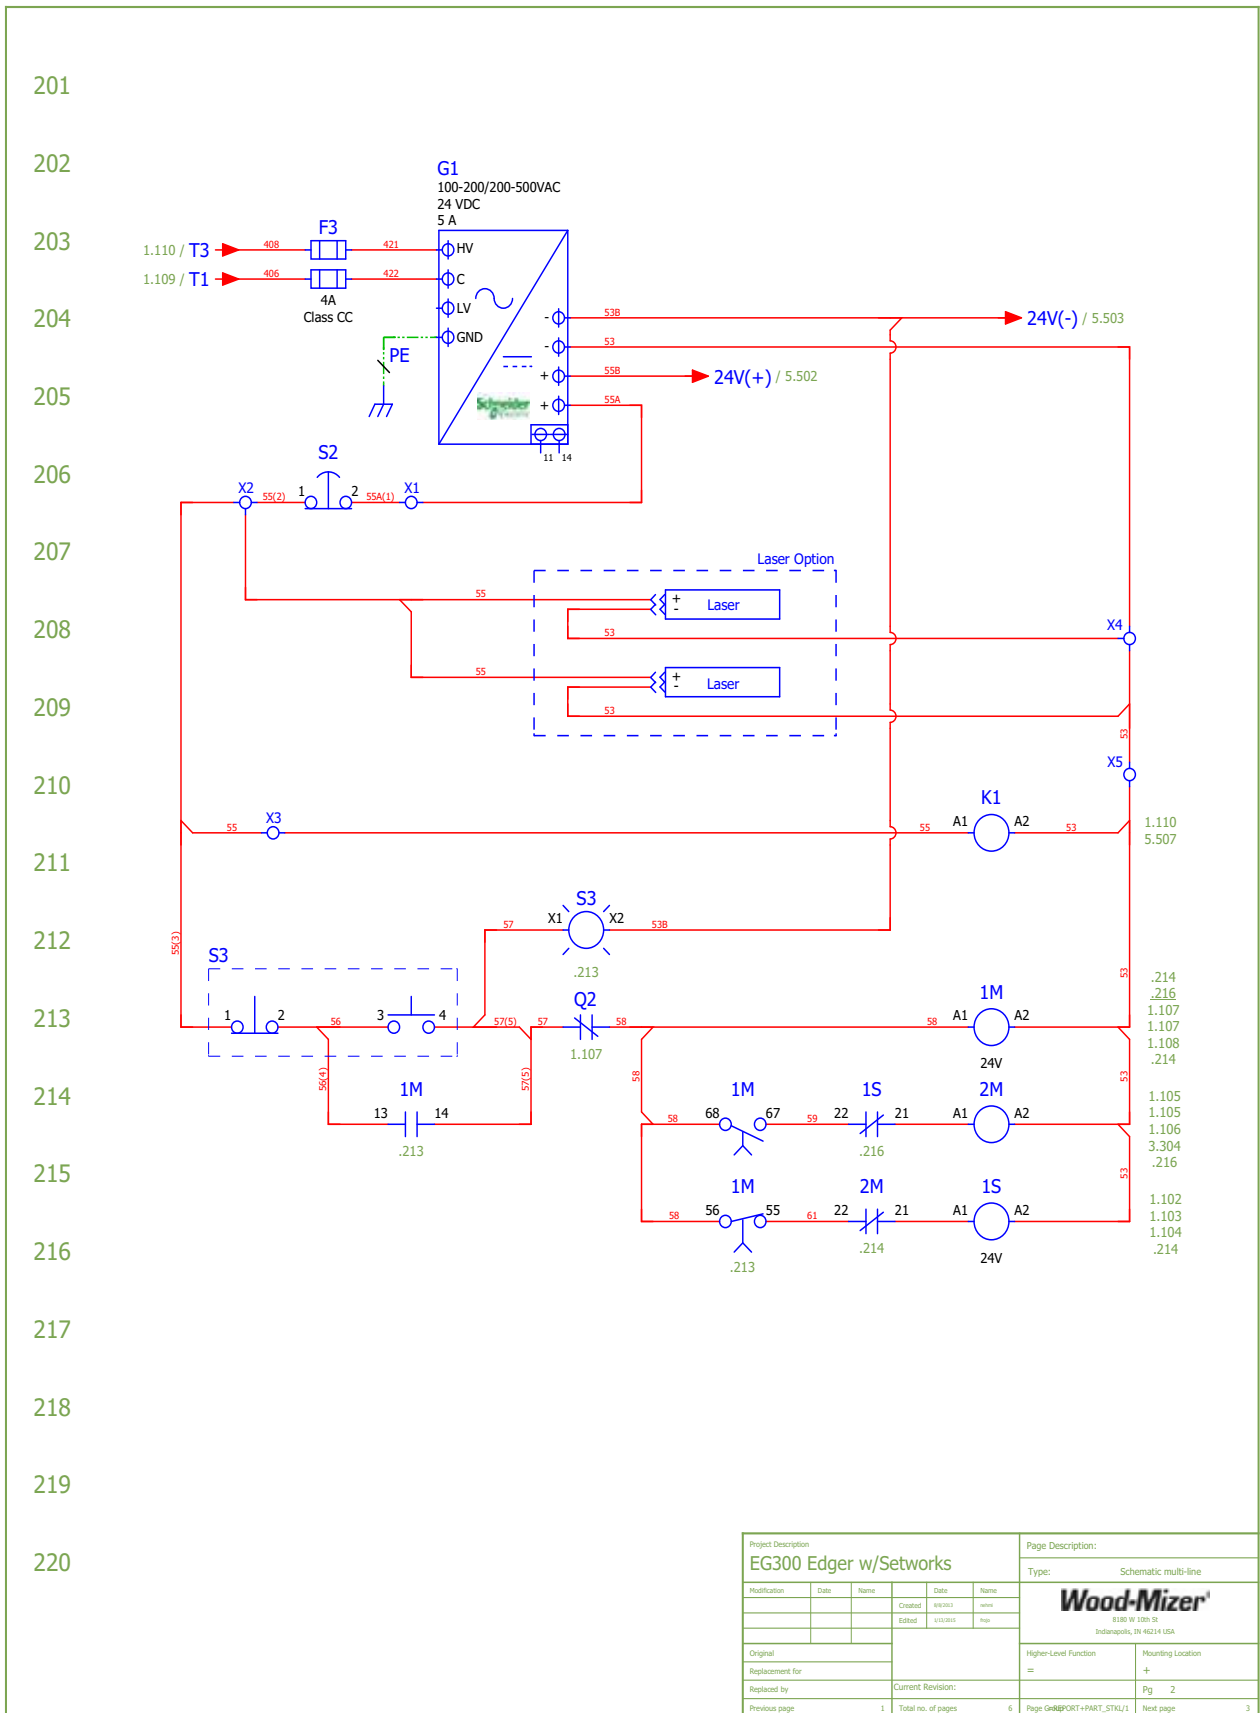 201
202
G1
100-200/200-500VAC
24 VDC
5 A
203
F3
1.110 / T3
408
421
HV
1.109 / T1
406
422
C
4A
Class CC
LV
204
GND
-
53B
24V(-) / 5.503
PE
-
53
+
55B
24V(+) / 5.502
205
Schneider
+
55A
11 14
206
S2
X2
55(2)
1
2
55A(1)
X1
207
Laser Option
55
+
-
Laser
208
53
X4
55
+
-
Laser
209
53
53
X5
210
K1
X3
55
55
A1
A2
53
1.110
5.507
211
S3
57
X1
X2
53B
212
55(3)
.213
S3
53
.214
.216
1.107
1.107
1.108
.214
213
1
2
56
3
4
57(5)
57
Q2
58
1.107
58
1M
A1
A2
24V
56(4)
57(5)
58
53
214
1M
13
14
.213
58
1M
68
67
59
1S
22
21
.216
2M
A1
A2
1.105
1.105
1.106
3.304
.216
215
53
58
1M
56
55
.213
61
2M
22
21
.214
1S
A1
A2
24V
1.102
1.103
1.104
.214
216
217
218
219
220
Project Description
EG300 Edger w/Setworks
Page Description:
Type: Schematic multi-line
Modification
Date
Name
Date
Name
Created
Edited
Wood-Mizer
8180 W 10th St
Indianapolis, IN 46214 USA
Original
Replacement for
Replaced by
Current Revision:
Higher-Level Function
=
Mounting Location
+
Pg 2
Previous page 1
Total no. of pages 6
Next page 3